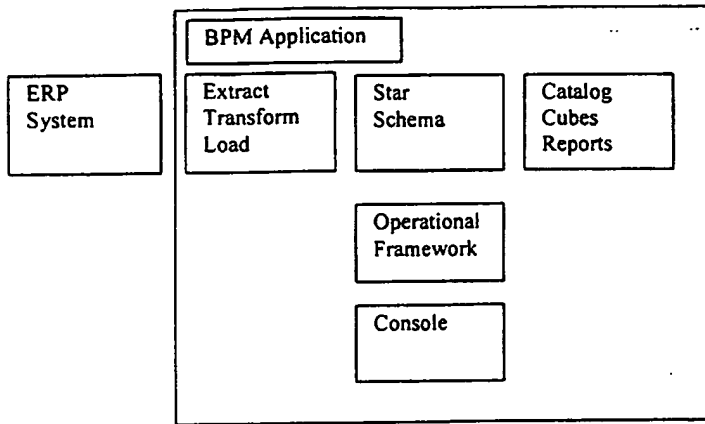 BPM Application
ERP
System
Extract
Transform
Load
Star
Schema
Catalog
Cubes
Reports
Operational
Framework
Console